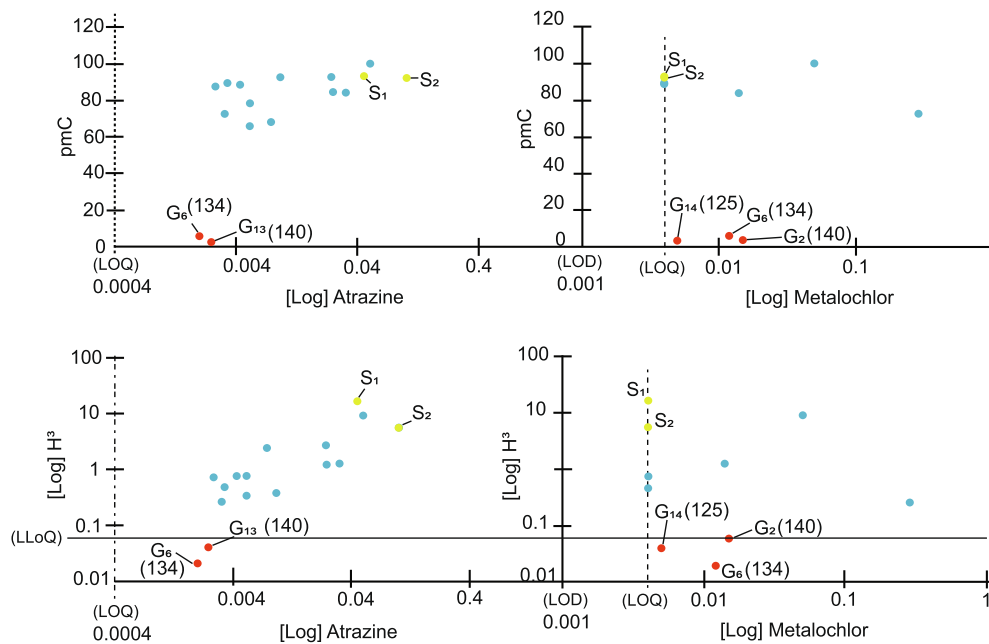 120
100
80
60
40
20
0
pmC
S₁
S₂
G₆(134)
G₁₃(140)
(LOQ)
0.0004
0.004
0.04
0.4
[Log] Atrazine
120
100
80
60
40
20
0
pmC
S₁
S₂
G₁₄(125)
G₆(134)
G₂(140)
(LOD)
0.001
(LOQ)
0.01
0.1
[Log] Metalochlor
100
10
1
0.1
0.01
[Log] H³
(LLoQ)
S₁
S₂
G₁₃ (140)
G₆
(134)
(LOQ)
0.0004
0.004
0.04
0.4
[Log] Atrazine
100
10
1
0.1
0.01
[Log] H³
S₁
S₂
G₁₄ (125)
G₂(140)
G₆(134)
(LOD)
0.001
(LOQ)
0.01
0.1
1
[Log] Metalochlor